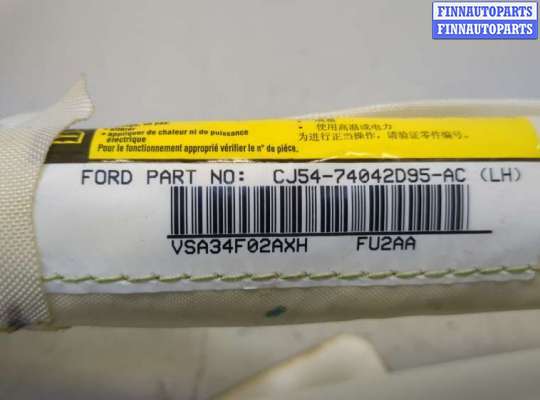 FINNAUTOPARTS
FINNAUTOPARTS
appliquer de chaleur ni de puissance
électrique
Pour le fonctionnement approprié vérifier le n° de pièce.
• 使用高温或电力
为进行正当操作，请验证零件编号。
FORD PART NO: CJ54-74042D95-AC (LH)
VSA34F02AXH FU2AA